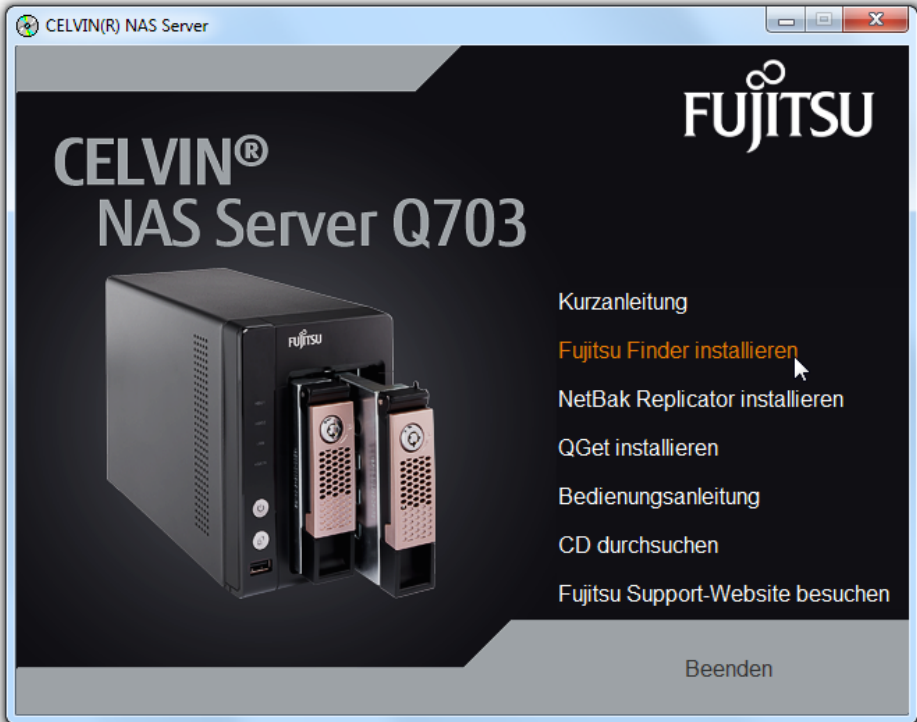 CELVIN(R) NAS Server
FUJITSU
CELVIN®
NAS Server Q703
FUJITSU
Kurzanleitung
Fujitsu Finder installieren
NetBak Replicator installieren
QGet installieren
Bedienungsanleitung
CD durchsuchen
Fujitsu Support-Website besuchen
Beenden